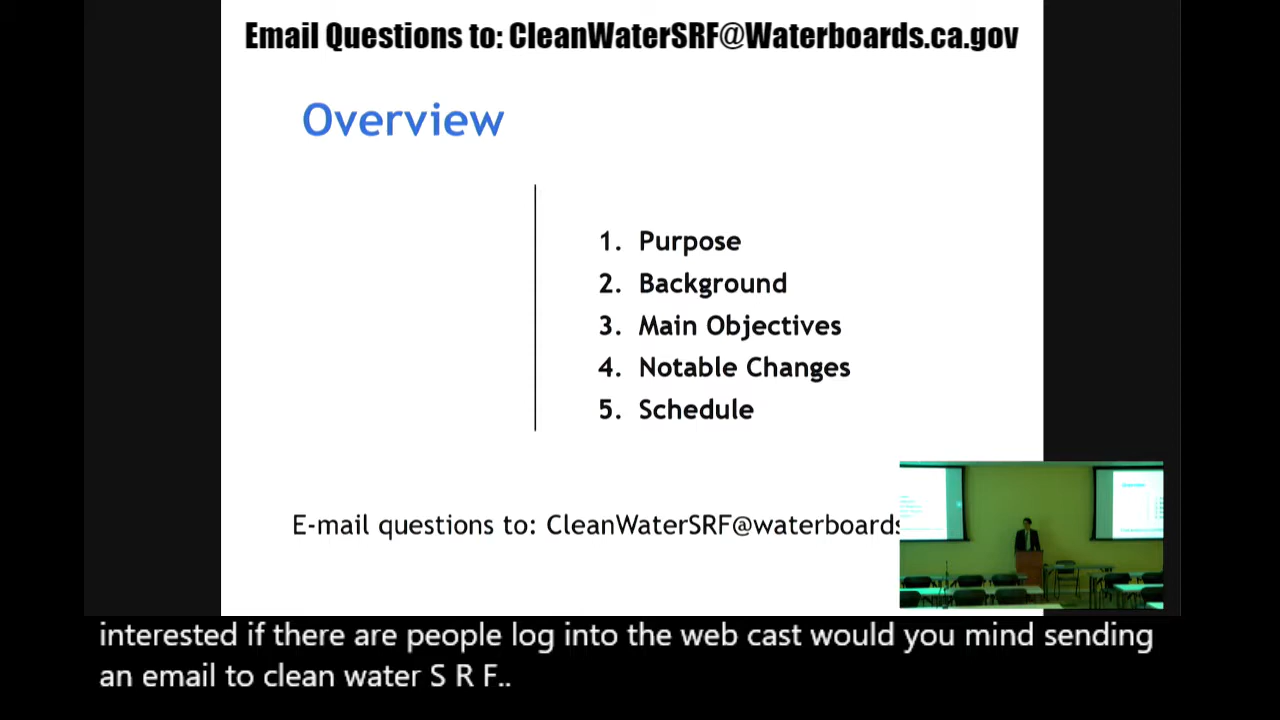 Email Questions to: CleanWaterSRF@Waterboards.ca.gov
Overview
1. Purpose
2. Background
3. Main Objectives
4. Notable Changes
5. Schedule
E-mail questions to: CleanWaterSRF@waterboards
interested if there are people log into the web cast would you mind sending
an email to clean water S R F..